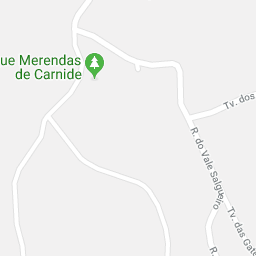 ue Merendas
de Carnide
Tv. dos
R. do Vale Salgueiro
Tv. das Gate
R.